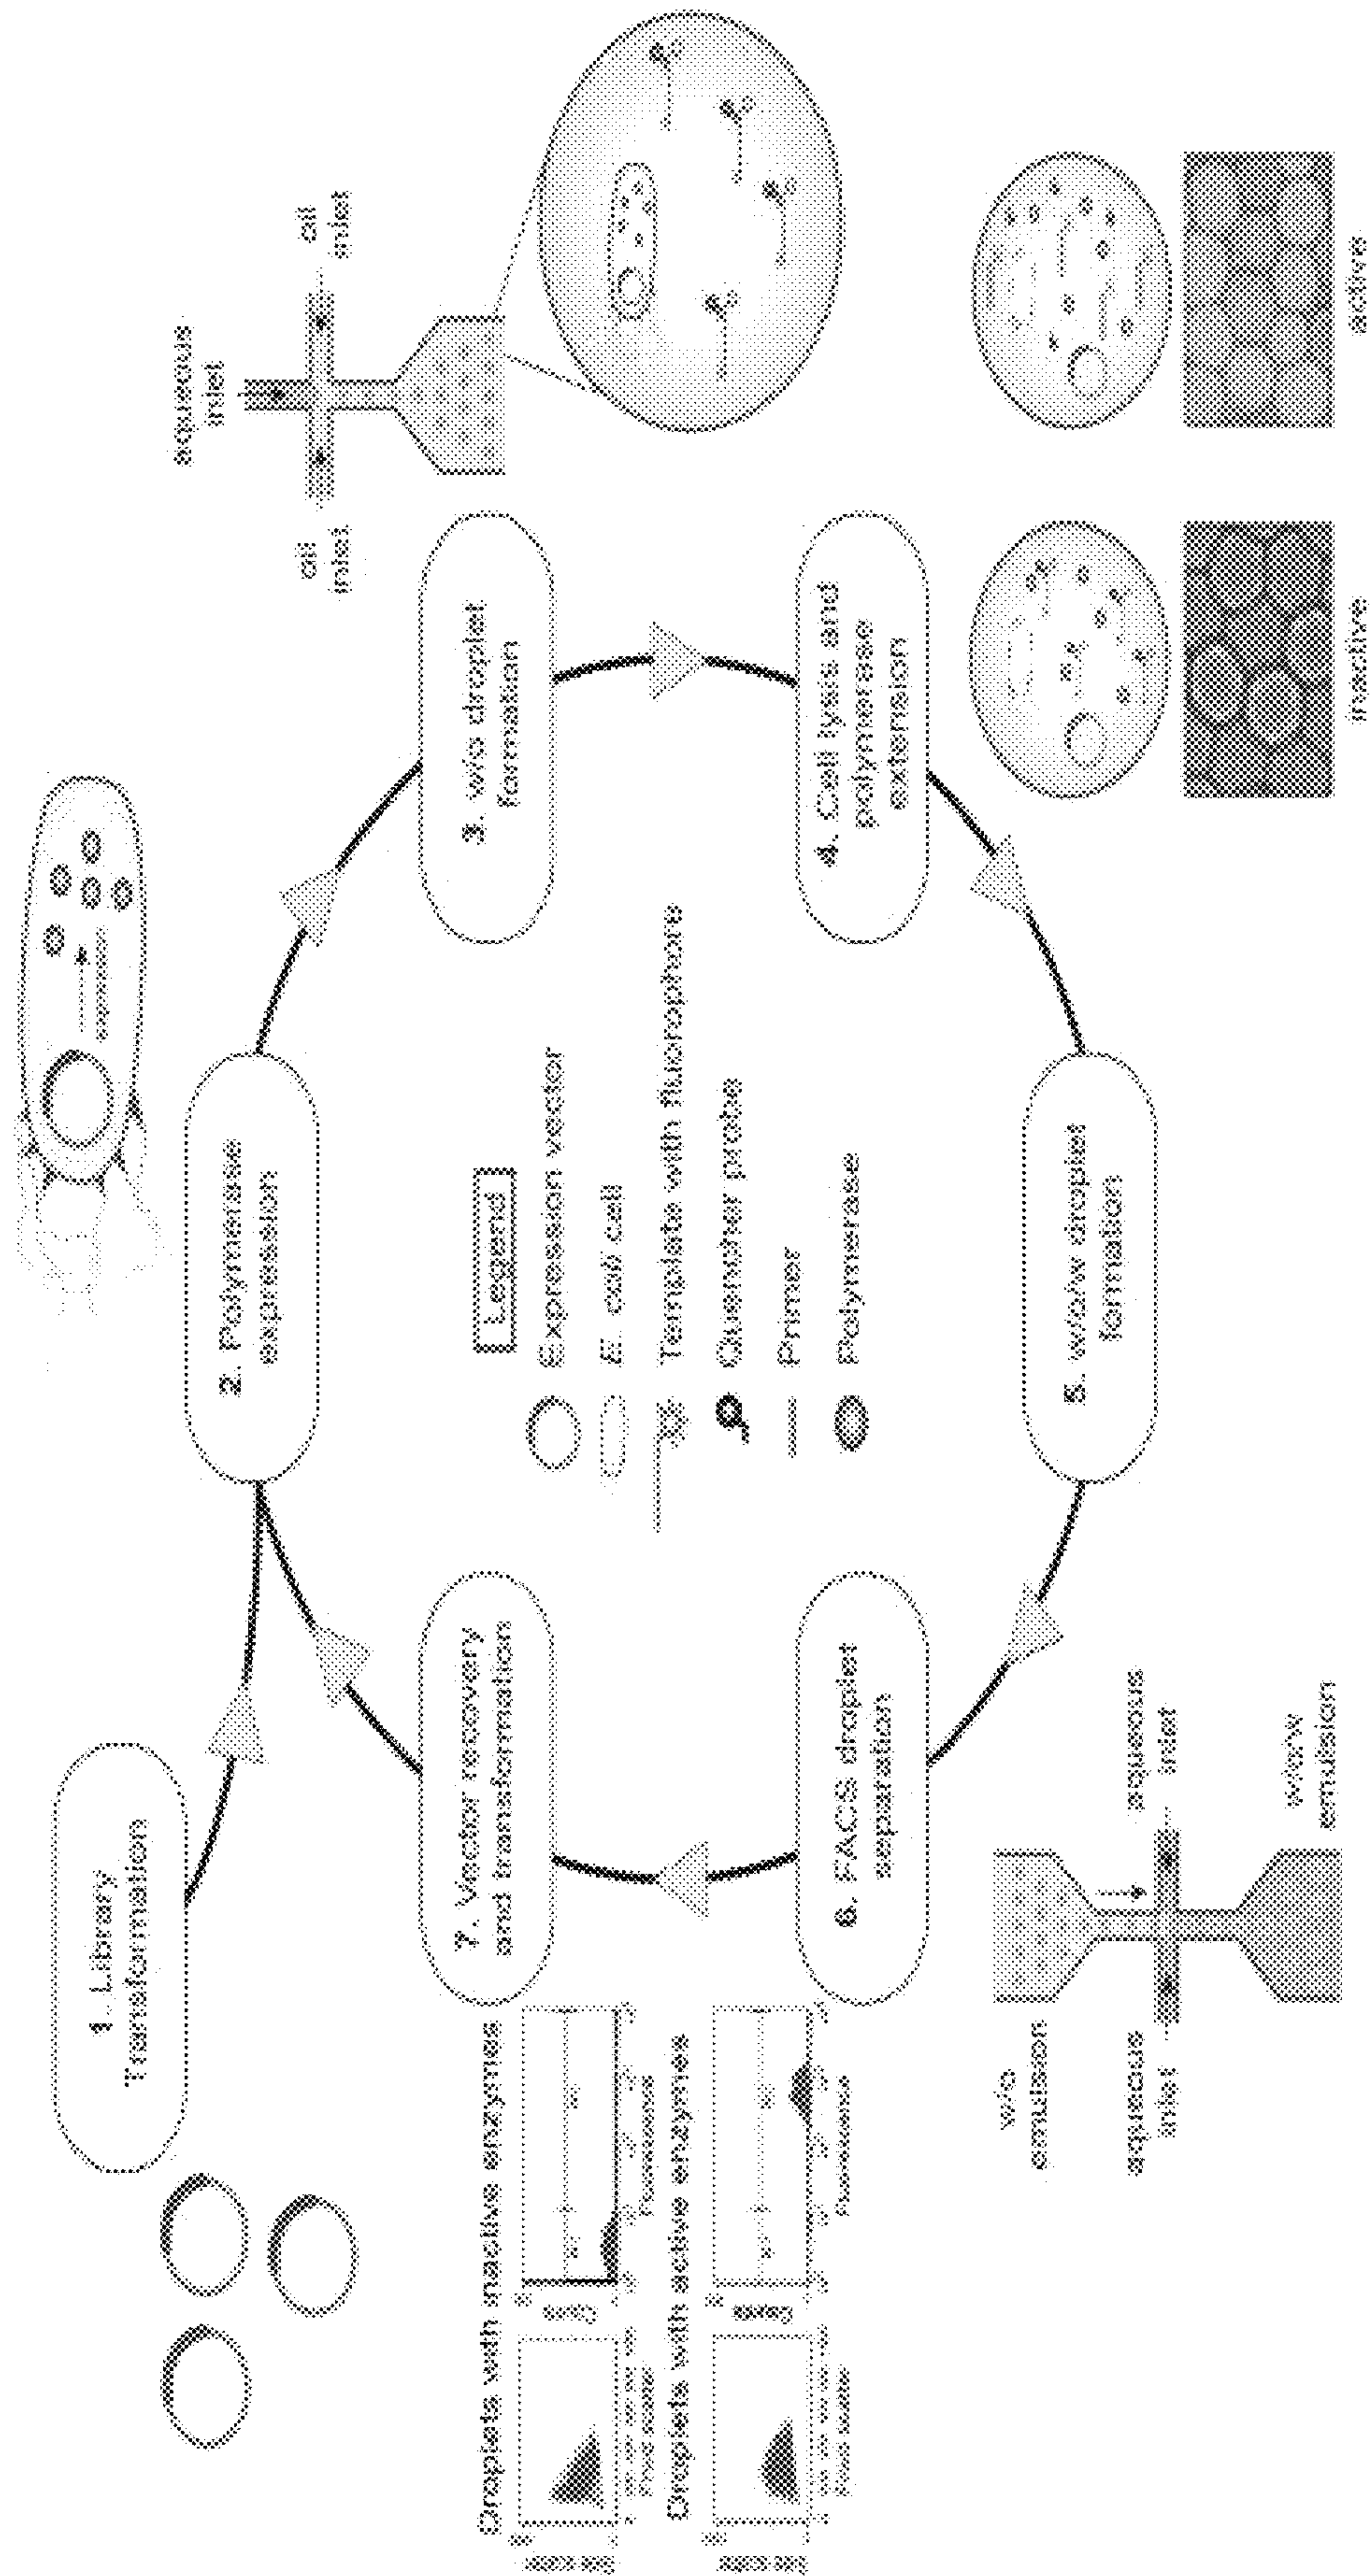 1. Library
Transformation
2. Polymerase
expression
expression
3. w/o droplet
formation
aqueous
inlet
oil
inlet
oil
inlet
4. Cell lysis and
polymerase
extension
inactive
active
5. w/o/w droplet
formation
w/o
emulsion
aqueous
inlet
aqueous
inlet
w/o/w
emulsion
6. FACS droplet
separation
7. Vector recovery
and transformation
Droplets with inactive enzymes
Droplets with active enzymes
Legend
Expression vector
E. coli cell
Template with fluorophore
Quencher probe
Primer
Polymerase